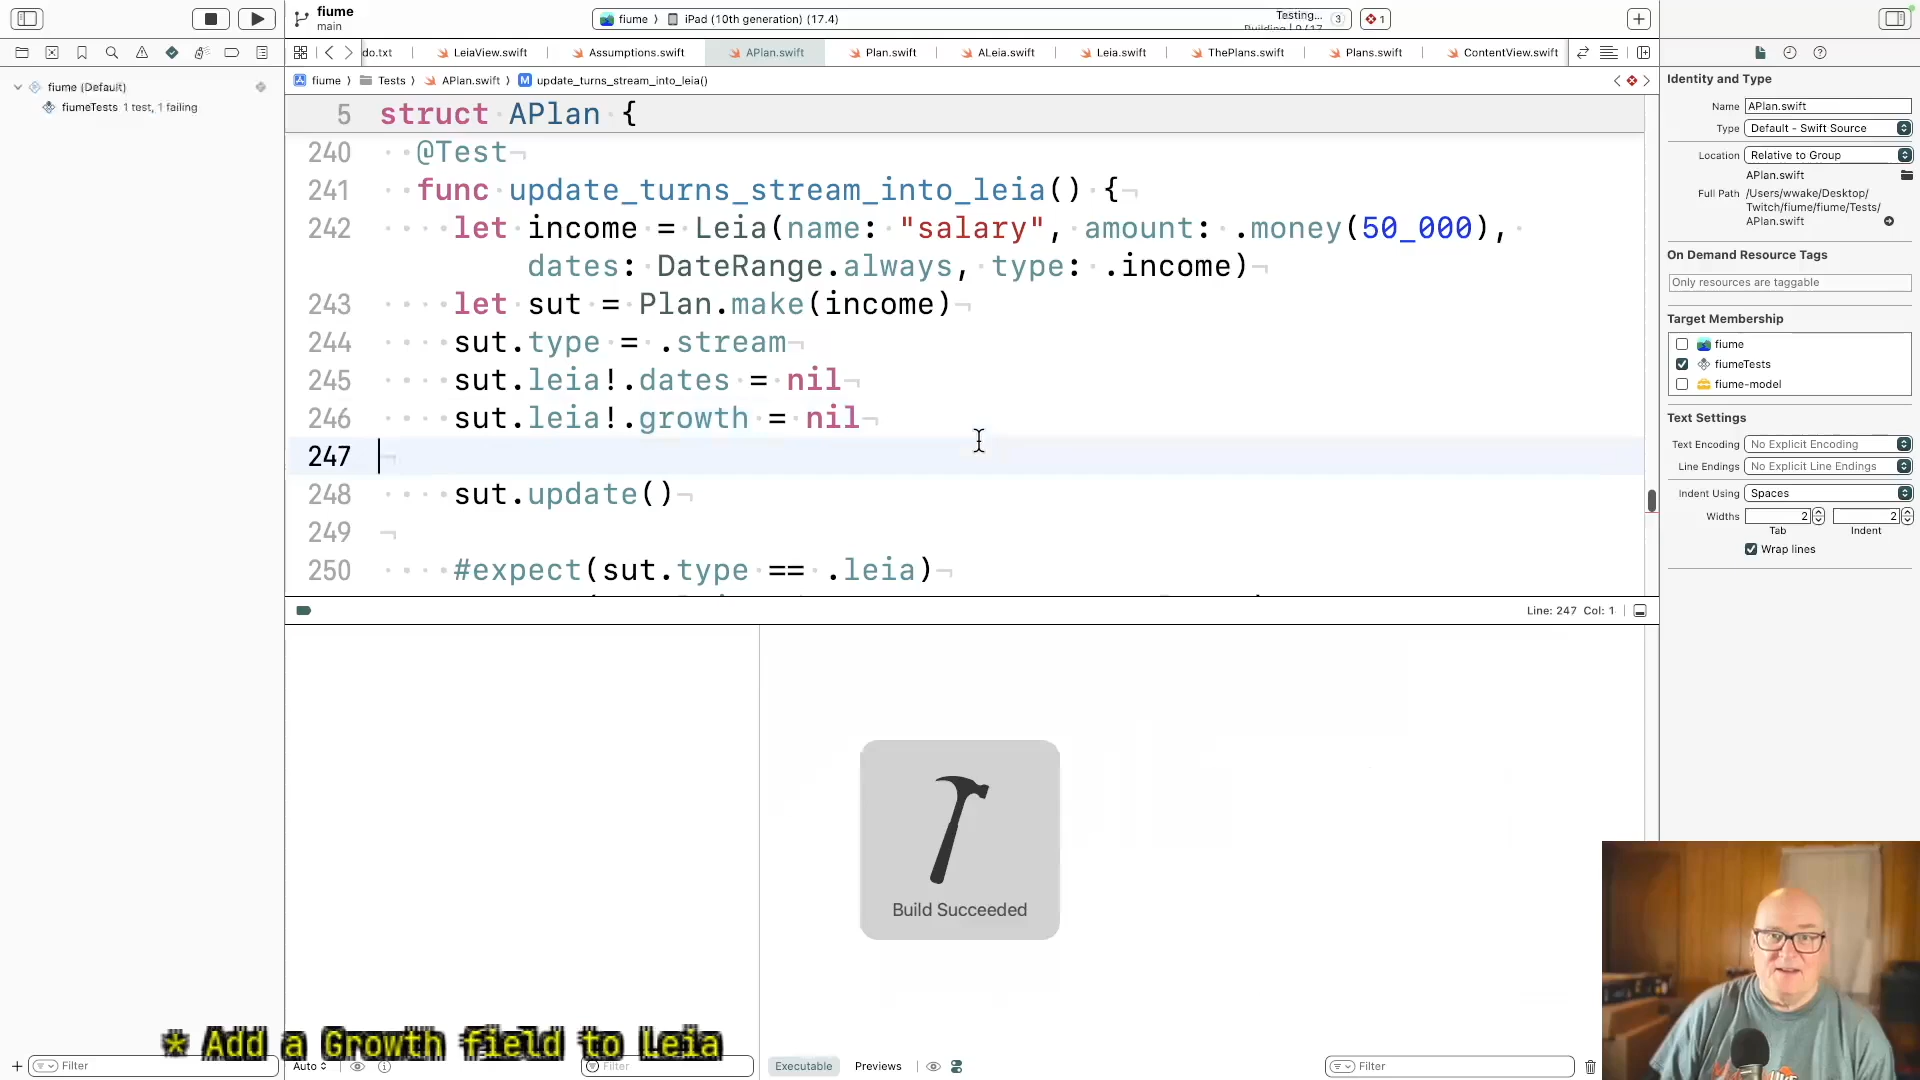 fiume
main
fiume 〉 iPad (10th generation) (17.4)
Testing...
3
1
do.txt
LeiaView.swift
Assumptions.swift
APlan.swift
Plan.swift
ALeia.swift
Leia.swift
ThePlans.swift
Plans.swift
ContentView.swift
fiume (Default)
fiumeTests 1 test, 1 failing
fiume 〉 Tests 〉 APlan.swift 〉 M update_turns_stream_into_leia()
5 struct APlan {
240 @Test
241 func update_turns_stream_into_leia() {
242 let income = Leia(name: "salary", amount: .money(50_000),
dates: DateRange.always, type: .income)
243 let sut = Plan.make(income)
244 sut.type = .stream
245 sut.leia!.dates = nil
246 sut.leia!.growth = nil
247
248 sut.update()
249
250 #expect(sut.type == .leia)
Line: 247 Col: 1
Build Succeeded
* Add a Growth field to Leia
Filter
Auto
Filter
Executable
Previews
Filter
Identity and Type
Name APlan.swift
Type Default - Swift Source
Location Relative to Group
APlan.swift
Full Path /Users/wwake/Desktop/
Twitch/fiume/fiume/Tests/
APlan.swift
On Demand Resource Tags
Only resources are taggable
Target Membership
fiume
fiumeTests
fiume-model
Text Settings
Text Encoding No Explicit Encoding
Line Endings No Explicit Line Endings
Indent Using Spaces
Widths 2 2
Tab Indent
Wrap lines